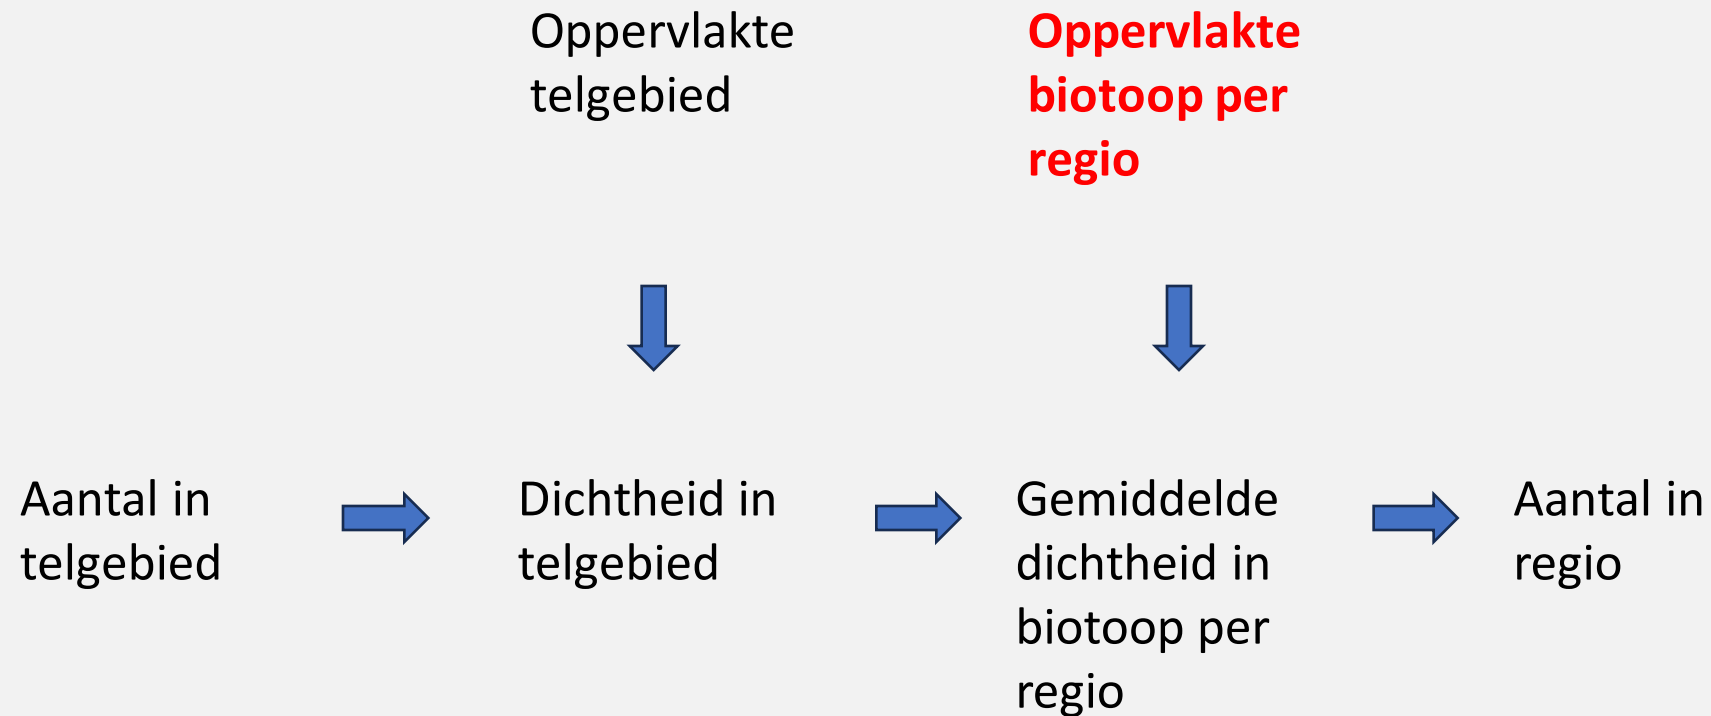 Oppervlakte
telgebied
Oppervlakte
biotoop per
regio
Aantal in
telgebied
Dichtheid in
telgebied
Gemiddelde
dichtheid in
biotoop per
regio
Aantal in
regio